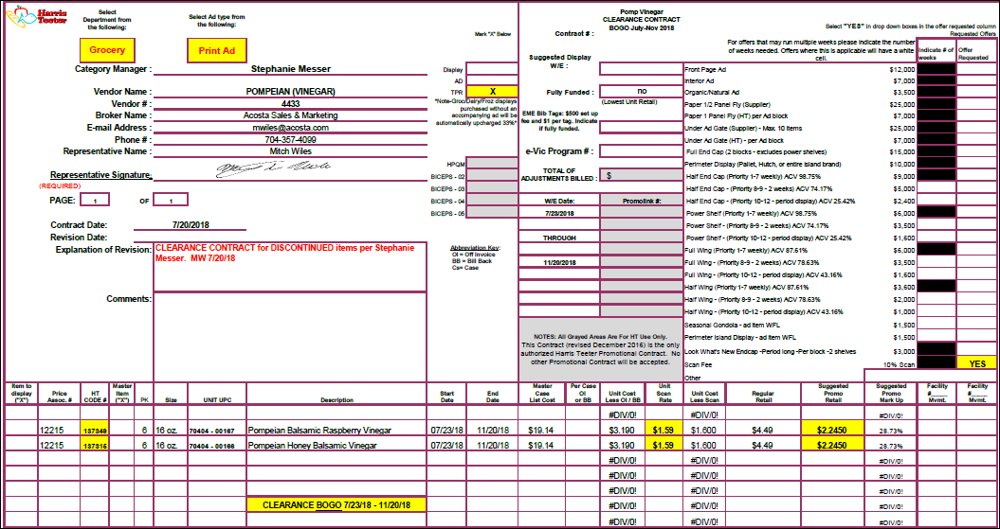 Harris Teeter
Select Department from the following:
Select Ad type from the following:
Grocery
Print Ad
Pomp Vinegar
CLEARANCE CONTRACT
BOGO July-Nov 2018
Mark "X" Below
Contract # :
Select "YES" in drop down boxes in the offer requested column
Requested Offers
For offers that may run multiple weeks please indicate the number of weeks needed. Offers where this is applicable will have a white cell.
Indicate # of weeks
Offer Requested
Category Manager : Stephanie Messer
Vendor Name : POMPEIAN (VINEGAR)
Vendor # : 4433
Broker Name : Acosta Sales & Marketing
E-mail Address : mwiles@acosta.com
Phone # : 704-357-4099
Representative Name : Mitch Wiles
Representative Signature:
(REQUIRED)
PAGE: 1 OF 1
Contract Date: 7/20/2018
Revision Date:
Explanation of Revision: CLEARANCE CONTRACT for DISCONTINUED items per Stephanie Messer. MW 7/20/18
Comments:
Display
AD
TPR X
*Note-Groc/Dairy/Froz displays purchased without an accompanying ad will be automatically upcharged 33%*
HPQM
BICEPS - 02
BICEPS - 03
BICEPS - 04
BICEPS - 05
Abbreviation Key:
OI = Off Invoice
BB = Bill Back
Cs= Case
Suggested Display W/E :
Fully Funded : no
(Lowest Unit Retail)
EME Bib Tags: $500 set up fee and $1 per tag. Indicate if fully funded.
e-Vic Program # :
TOTAL OF ADJUSTMENTS BILLED : $
W/E Date: Promolink #:
7/23/2018
THROUGH
11/20/2018
NOTES: All Grayed Areas Are For HT Use Only. This Contract (revised December 2016) is the only authorized Harris Teeter Promotional Contract. No other Promotional Contract will be accepted.
Front Page Ad $12,000
Interior Ad $7,000
Organic/Natural Ad $3,500
Paper 1/2 Panel Fly (Supplier) $25,000
Paper 1 Panel Fly (HT) per Ad block $7,000
Under Ad Gate (Supplier) - Max. 10 Items $25,000
Under Ad Gate (HT) - per Ad block $7,000
Full End Cap (2 blocks - excludes power shelves) $15,000
Perimeter Display (Pallet, Hutch, or entire island brand) $10,000
Half End Cap (Priority 1-7 weekly) ACV 98.75% $9,000
Half End Cap - (Priority 8-9 - 2 weeks) ACV 74.17% $5,000
Half End Cap - (Priority 10-12 - period display) ACV 25.42% $2,400
Power Shelf (Priority 1-7 weekly) ACV 98.75% $6,000
Power Shelf - (Priority 8-9 - 2 weeks) ACV 74.17% $3,500
Power Shelf - (Priority 10-12 - period display) ACV 25.42% $1,600
Full Wing (Priority 1-7 weekly) ACV 87.61% $6,000
Full Wing - (Priority 8-9 - 2 weeks) ACV 78.63% $3,500
Full Wing - (Priority 10-12 - period display) ACV 43.16% $1,600
Half Wing (Priority 1-7 weekly) ACV 87.61% $3,600
Half Wing - (Priority 8-9 - 2 weeks) ACV 78.63% $2,000
Half Wing - (Priority 10-12 - period display) ACV 43.16% $1,000
Seasonal Gondola - ad item WFL $1,500
Perimeter Island Display - ad item WFL $1,500
Look What's New Endcap -Period long -Per block -2 shelves $3,000
Scan Fee 10% Scan YES
Other
Item to display ("X") Price Assoc. # HT CODE # Master Item ("X") PK Size UNIT UPC Description Start Date End Date Master Case List Cost Per Case OI or BB Unit Cost Less OI / BB Unit Scan Rate Unit Cost Less Scan Regular Retail Suggested Promo Retail Suggested Promo Mark Up Facility #____ Mvmt. Facility #____ Mvmt.
#DIV/0! #DIV/0! #DIV/0!
12215 137349 6 16 oz. 70404 - 00167 Pompeian Balsamic Raspberry Vinegar 07/23/18 11/20/18 $19.14 $3.190 $1.59 $1.600 $4.49 $2.2450 28.73%
12215 137315 6 16 oz. 70404 - 00166 Pompeian Honey Balsamic Vinegar 07/23/18 11/20/18 $19.14 $3.190 $1.59 $1.600 $4.49 $2.2450 28.73%
#DIV/0! #DIV/0! #DIV/0!
#DIV/0! #DIV/0! #DIV/0!
#DIV/0! #DIV/0! #DIV/0!
CLEARANCE BOGO 7/23/18 - 11/20/18 #DIV/0! #DIV/0! #DIV/0!
#DIV/0! #DIV/0! #DIV/0!